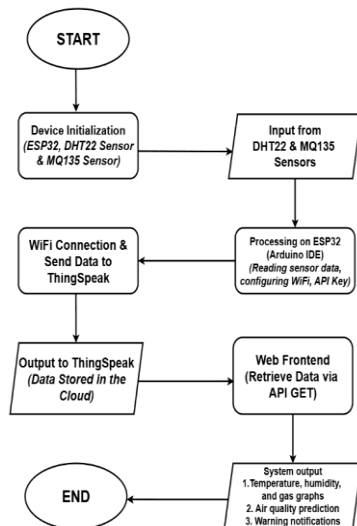 START
Device Initialization
(ESP32, DHT22 Sensor
& MQ135 Sensor)
Input from
DHT22 & MQ135
Sensors
Processing on ESP32
(Arduino IDE)
(Reading sensor data,
configuring WiFi, API Key)
WiFi Connection &
Send Data to
ThingSpeak
Output to ThingSpeak
(Data Stored in the
Cloud)
Web Frontend
(Retrieve Data via
API GET)
System output
1.Temperature, humidity,
and gas graphs
2. Air quality prediction
3. Warning notifications
END